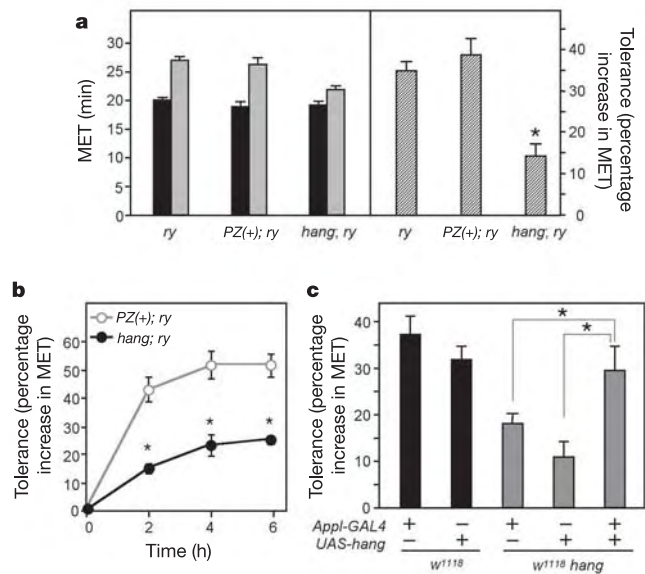 a
MET (min)
30
25
20
15
10
5
0
ry
PZ(+); ry
hang; ry
*
40
30
20
10
0
Tolerance (percentage
increase in MET)
ry
PZ(+); ry
hang; ry
b
PZ(+); ry
hang; ry
Tolerance (percentage
increase in MET)
60
50
40
30
20
10
0
* * *
0 2 4 6
Time (h)
c
Tolerance (percentage
increase in MET)
40
30
20
10
0
*
*
Appl-GAL4 + – + – +
UAS-hang – + – + +
w1118 w1118 hang